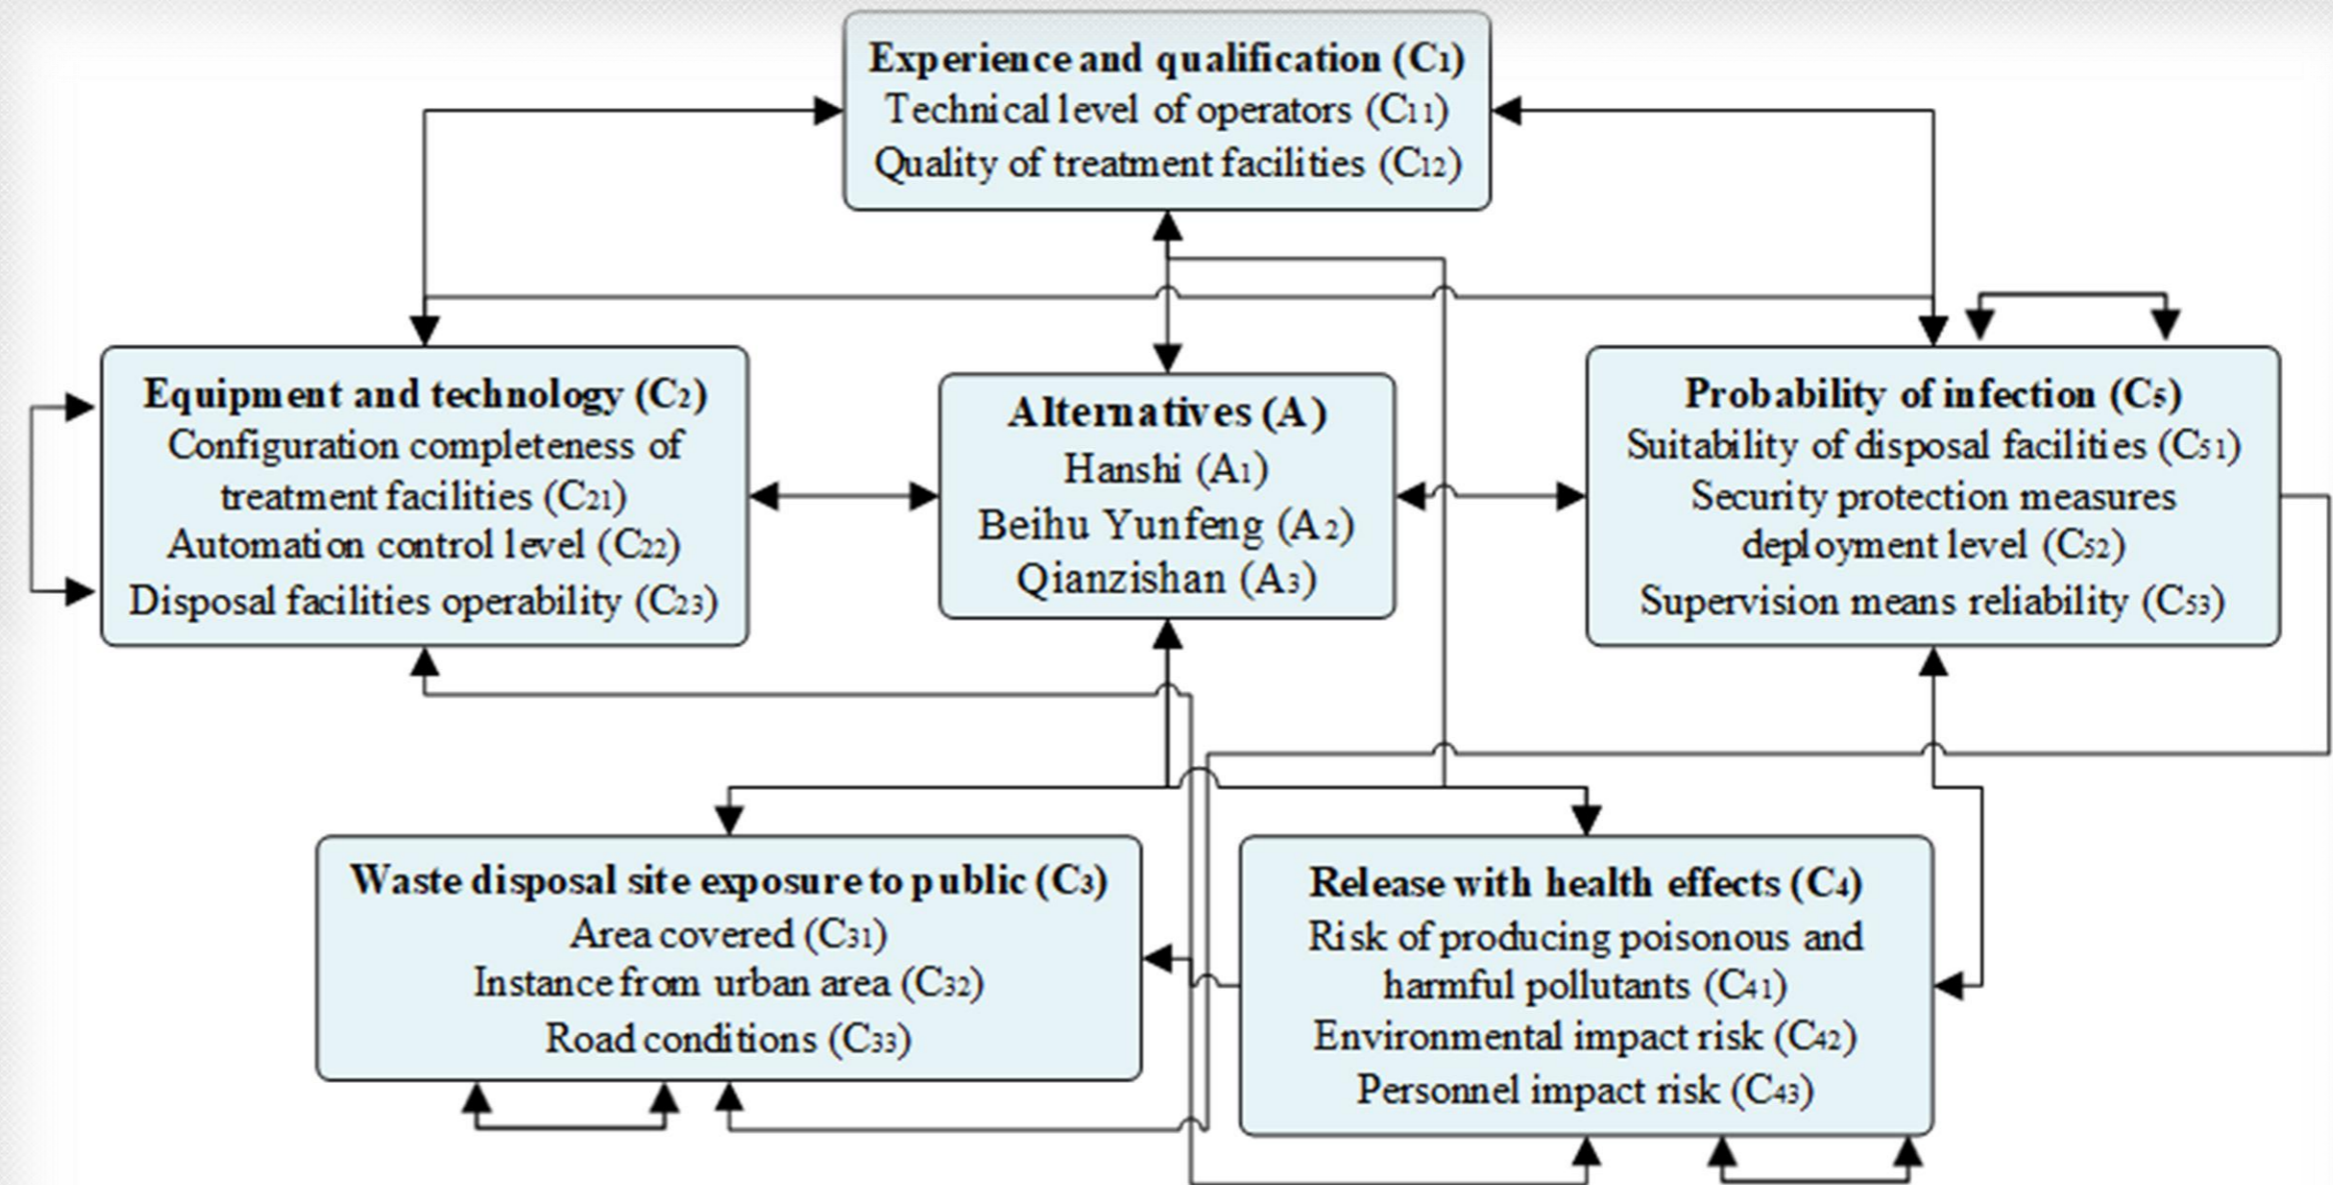 Experience and qualification (C1)
Technical level of operators (C11)
Quality of treatment facilities (C12)
Equipment and technology (C2)
Configuration completeness of
treatment facilities (C21)
Automation control level (C22)
Disposal facilities operability (C23)
Alternatives (A)
Hanshi (A1)
Beihu Yunfeng (A2)
Qianzishan (A3)
Probability of infection (C5)
Suitability of disposal facilities (C51)
Security protection measures
deployment level (C52)
Supervision means reliability (C53)
Waste disposal site exposure to public (C3)
Area covered (C31)
Instance from urban area (C32)
Road conditions (C33)
Release with health effects (C4)
Risk of producing poisonous and
harmful pollutants (C41)
Environmental impact risk (C42)
Personnel impact risk (C43)